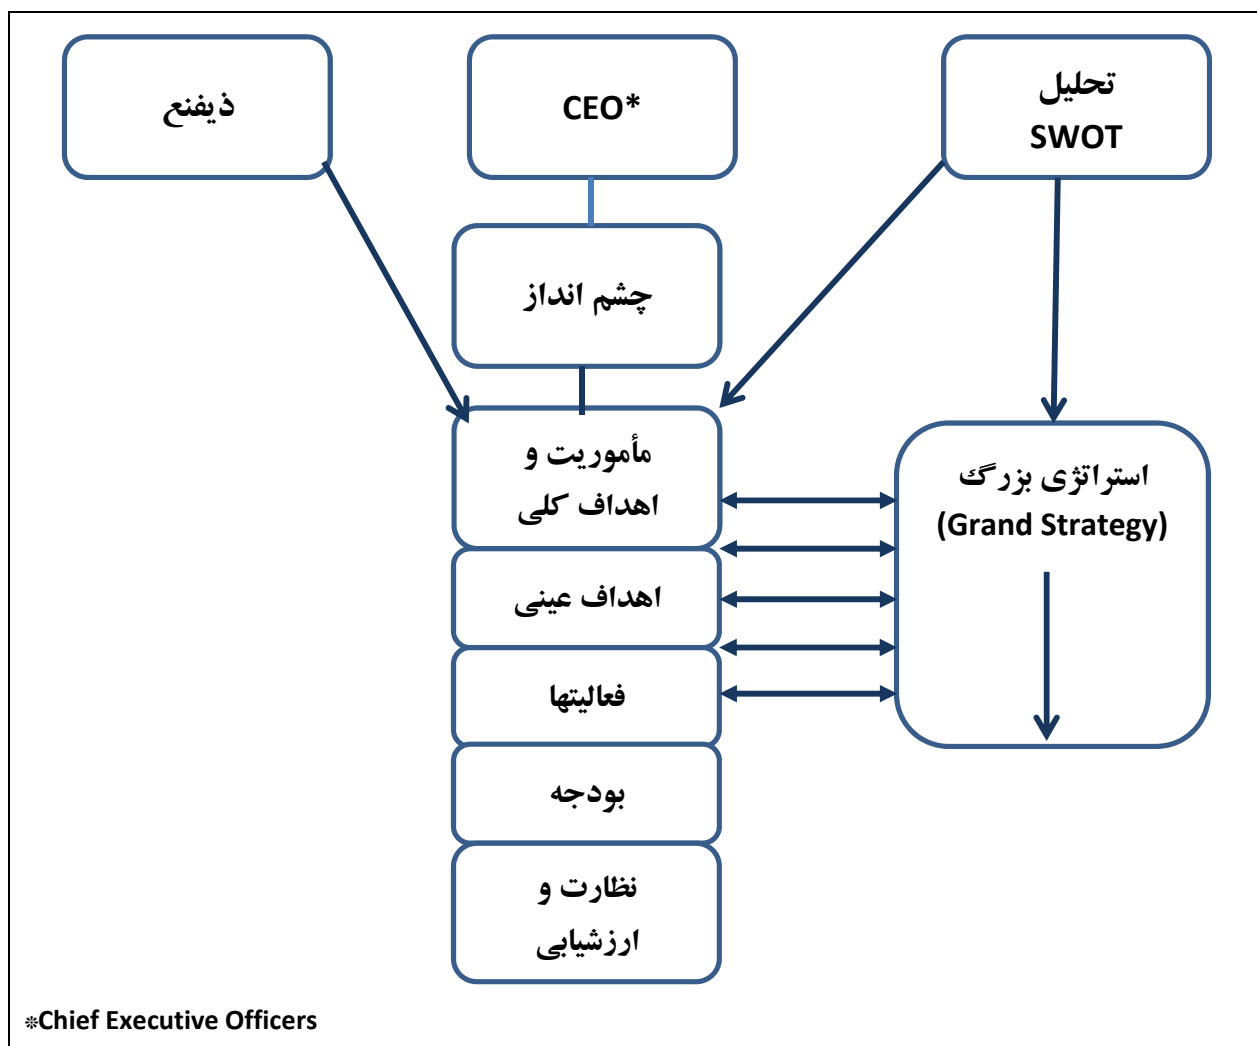 تحلیل
SWOT
CEO*
ذیفنع
چشم انداز
مأموریت و
اهداف کلی
استراتژی بزرگ
(Grand Strategy)
اهداف عینی
فعالیتها
بودجه
نظارت و
ارزشیابی
*Chief Executive Officers